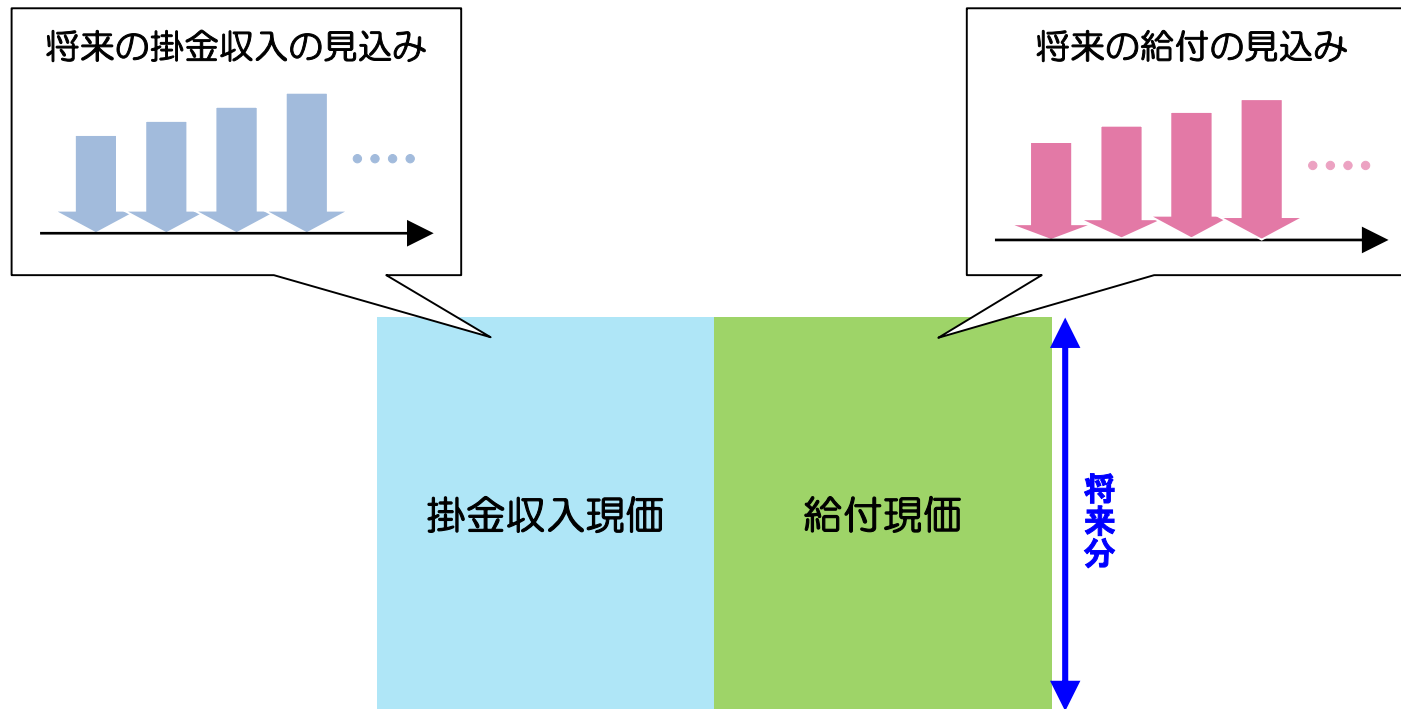 将来の掛金収入の見込み
将来の給付の見込み
掛金収入現価
給付現価
将来分